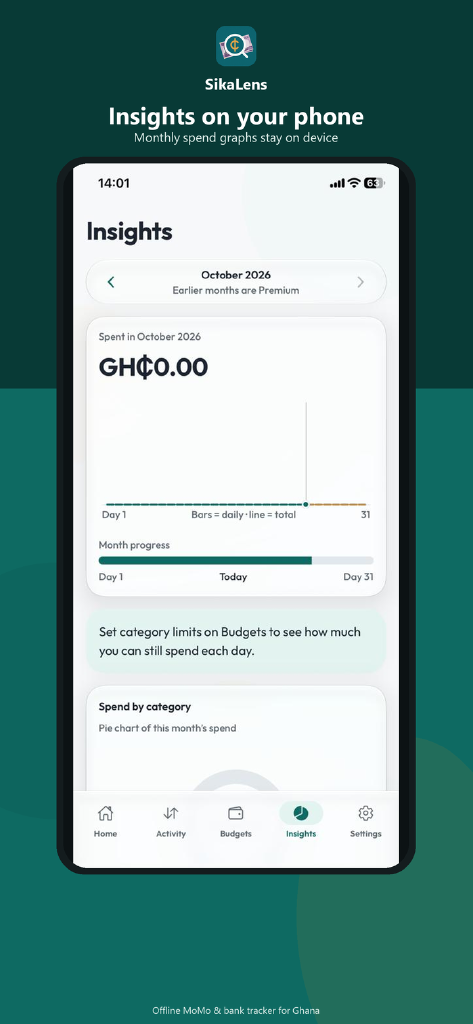 SikaLens
Insights on your phone
Monthly spend graphs stay on device
14:01
63
Insights
October 2026
Earlier months are Premium
Spent in October 2026
GH₵0.00
Day 1
Bars = daily · line = total
31
Month progress
Day 1
Today
Day 31
Set category limits on Budgets to see how much
you can still spend each day.
Spend by category
Pie chart of this month's spend
Home
Activity
Budgets
Insights
Settings
Offline MoMo & bank tracker for Ghana